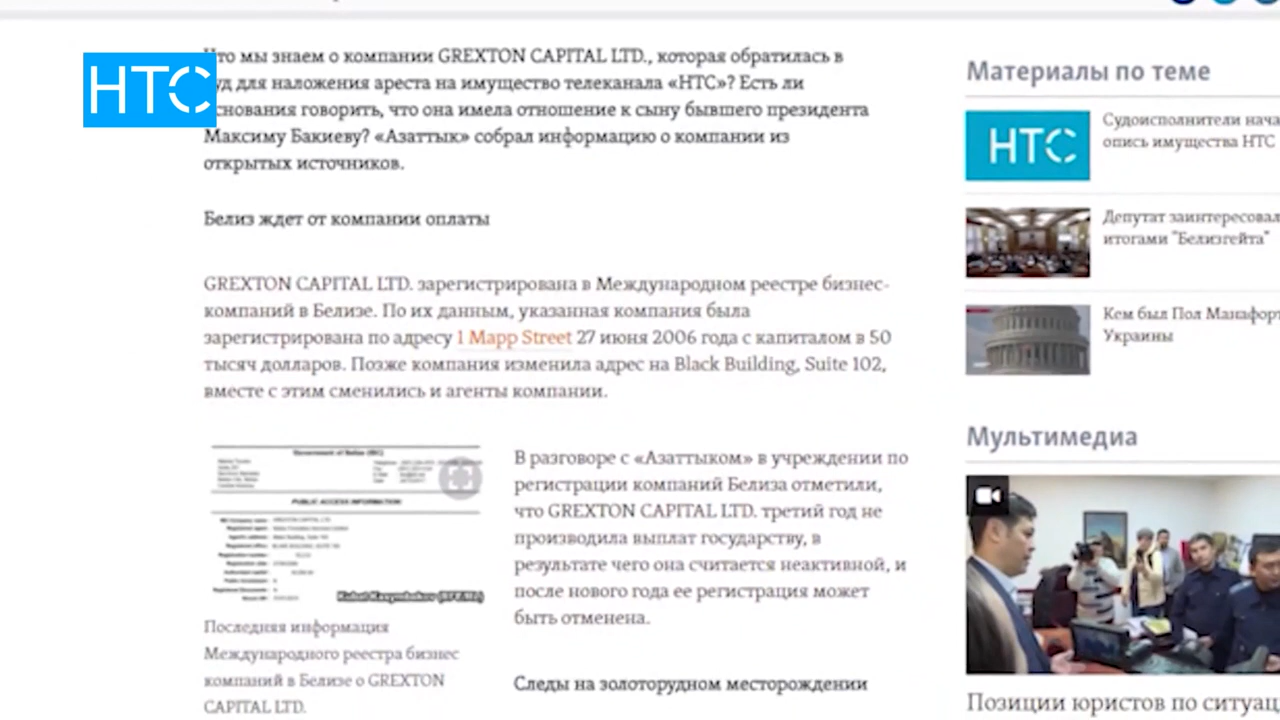 НТС
Что мы знаем о компании GREXTON CAPITAL LTD., которая обратилась в
суд для наложения ареста на имущество телеканала «НТС»? Есть ли
основания говорить, что она имела отношение к сыну бывшего президента
Максиму Бакиеву? «Азаттык» собрал информацию о компании из
открытых источников.
Белиз ждет от компании оплаты
GREXTON CAPITAL LTD. зарегистрирована в Международном реестре бизнес-
компаний в Белизе. По их данным, указанная компания была
зарегистрирована по адресу 1 Mapp Street 27 июня 2006 года с капиталом в 50
тысяч долларов. Позже компания изменила адрес на Black Building, Suite 102,
вместе с этим сменились и агенты компании.
Government of Belize (IBC)
PUBLIC ACCESS INFORMATION
Kubat Kasymbekov (RFE/RL)
Последняя информация
Международного реестра бизнес
компаний в Белизе о GREXTON
CAPITAL LTD.
В разговоре с «Азаттыком» в учреждении по
регистрации компаний Белиза отметили,
что GREXTON CAPITAL LTD. третий год не
производила выплат государству, в
результате чего она считается неактивной, и
после нового года ее регистрация может
быть отменена.
Следы на золоторудном месторождении
Материалы по теме
НТС
Судоисполнители нача
опись имущества НТС
Депутат заинтересовал
итогами "Белизгейта"
Кем был Пол Манафорт
Украины
Мультимедиа
Позиции юристов по ситуац